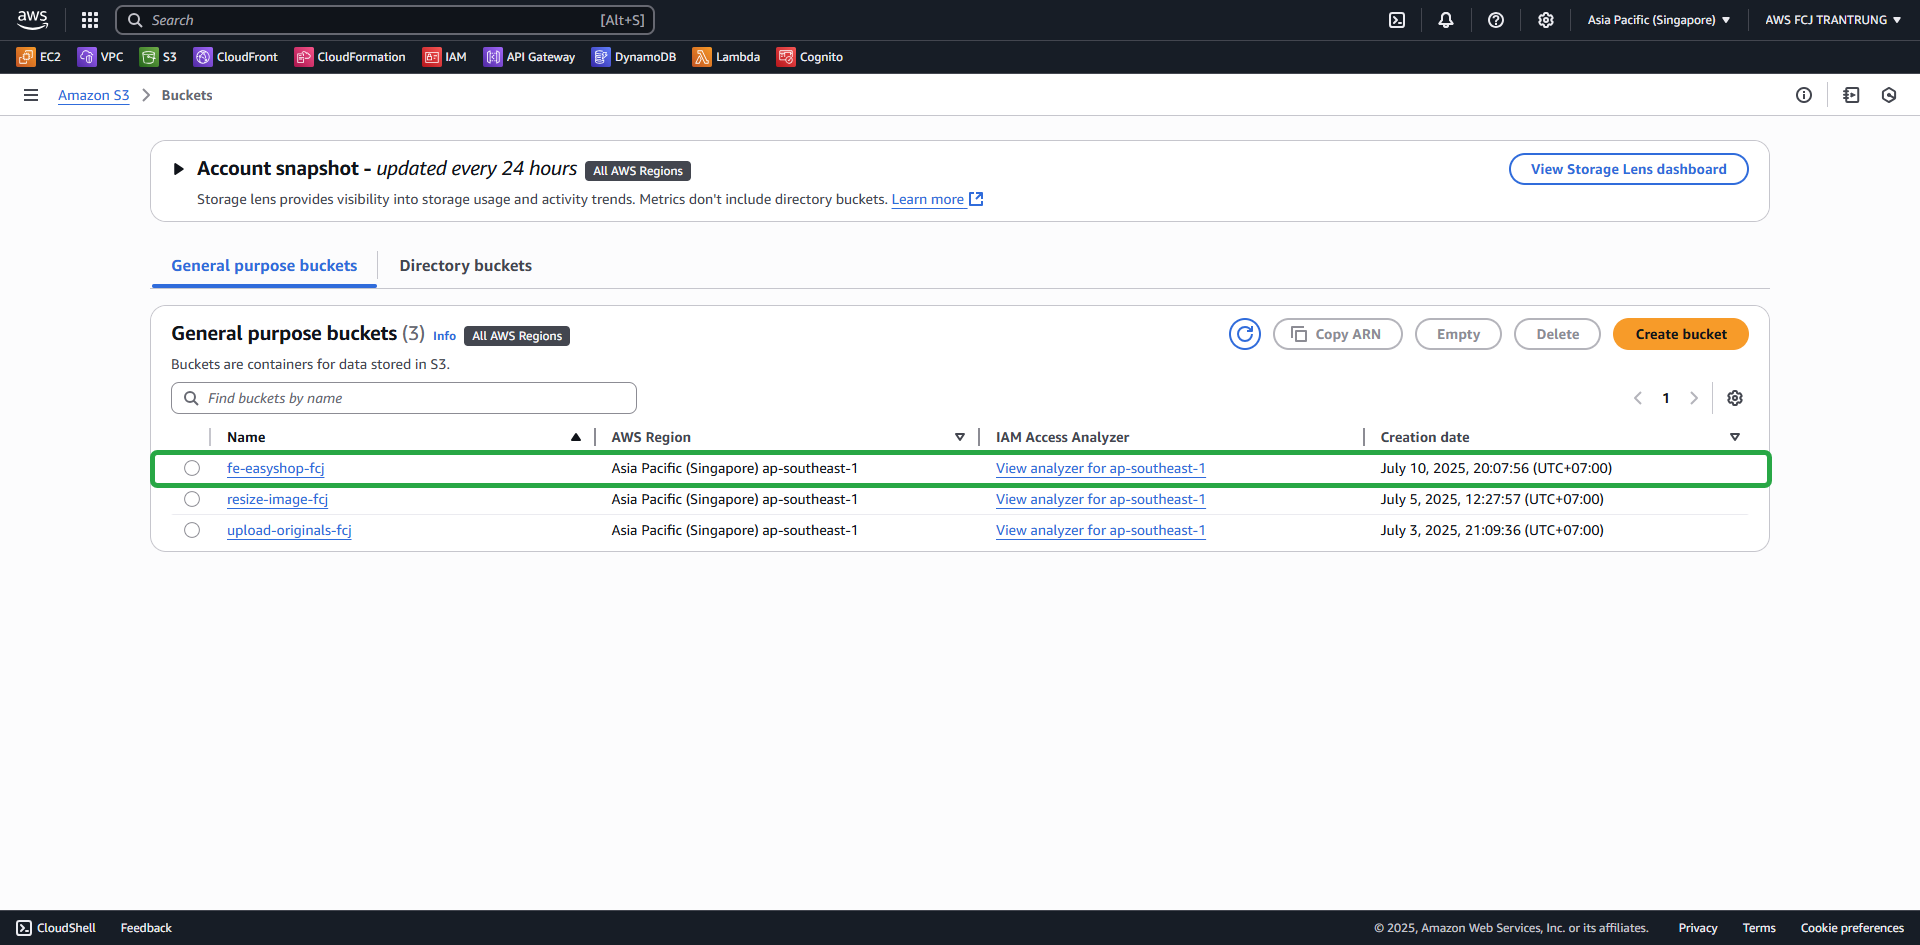 aws Search [Alt+S] Asia Pacific (Singapore) AWS FCJ TRANTRUNG
EC2 VPC S3 CloudFront CloudFormation IAM API Gateway DynamoDB Lambda Cognito
Amazon S3 Buckets
Account snapshot - updated every 24 hours All AWS Regions View Storage Lens dashboard
Storage lens provides visibility into storage usage and activity trends. Metrics don't include directory buckets. Learn more
General purpose buckets Directory buckets
General purpose buckets (3) Info All AWS Regions Copy ARN Empty Delete Create bucket
Buckets are containers for data stored in S3.
Find buckets by name 1
Name AWS Region IAM Access Analyzer Creation date
fe-easyshop-fcj Asia Pacific (Singapore) ap-southeast-1 View analyzer for ap-southeast-1 July 10, 2025, 20:07:56 (UTC+07:00)
resize-image-fcj Asia Pacific (Singapore) ap-southeast-1 View analyzer for ap-southeast-1 July 5, 2025, 12:27:57 (UTC+07:00)
upload-originals-fcj Asia Pacific (Singapore) ap-southeast-1 View analyzer for ap-southeast-1 July 3, 2025, 21:09:36 (UTC+07:00)
CloudShell Feedback © 2025, Amazon Web Services, Inc. or its affiliates. Privacy Terms Cookie preferences